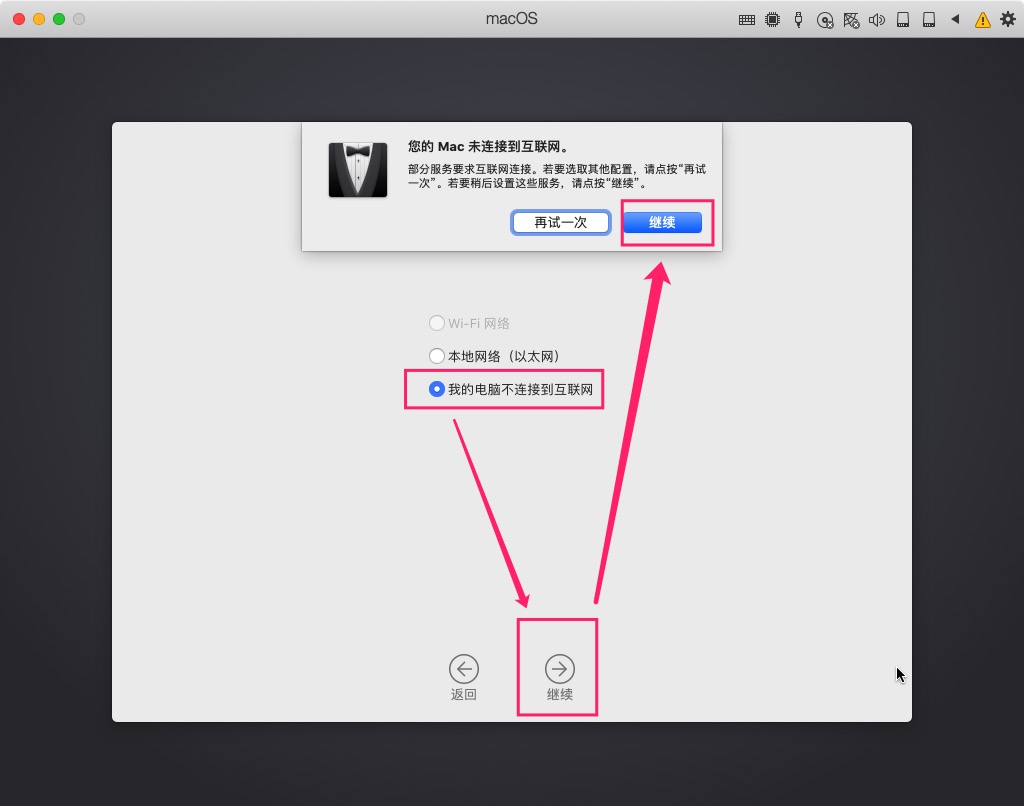 macOS
您的 Mac 未连接到互联网。
部分服务要求互联网连接。若要选取其他配置，请点按“再试
一次”。若要稍后设置这些服务，请点按“继续”。
再试一次
继续
Wi-Fi 网络
本地网络（以太网）
我的电脑不连接到互联网
返回
继续